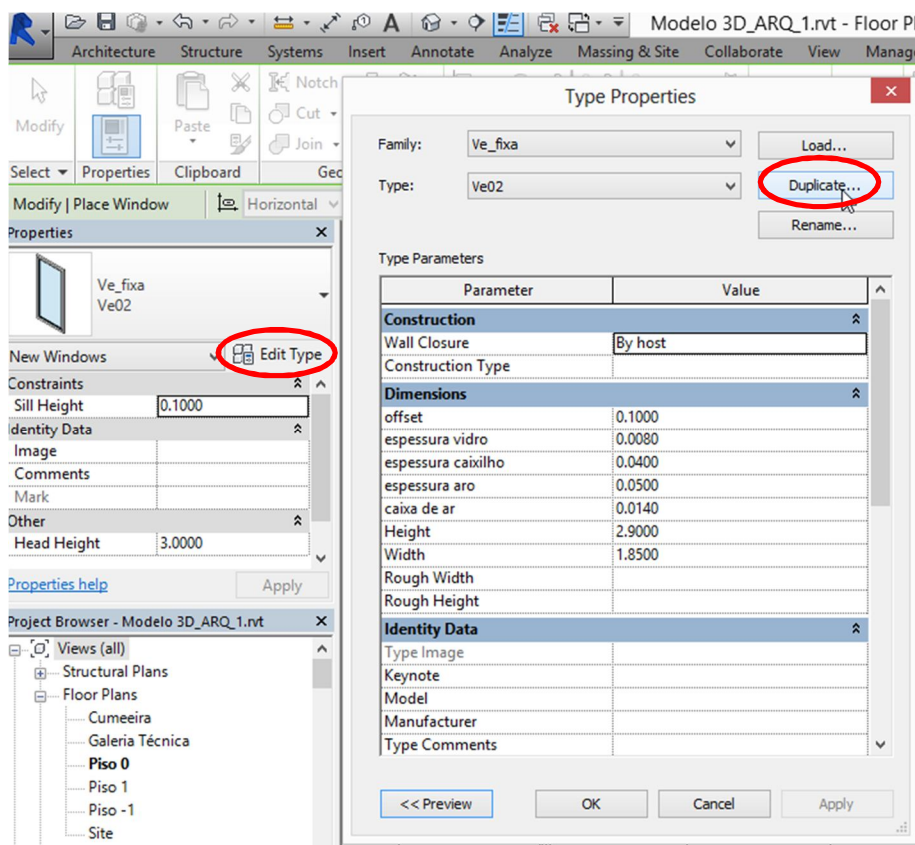 Modelo 3D_ARQ_1.rvt - Floor Pl
Architecture Structure Systems Insert Annotate Analyze Massing & Site Collaborate View Manag
Modify
Paste
Notch
Cut
Join
Select Properties Clipboard Geo
Modify | Place Window Horizontal
Properties
Ve_fixa
Ve02
New Windows Edit Type
Constraints
Sill Height 0.1000
Identity Data
Image
Comments
Mark
Other
Head Height 3.0000
Properties help Apply
Project Browser - Modelo 3D_ARQ_1.rvt
Views (all)
Structural Plans
Floor Plans
Cumeeira
Galeria Técnica
Piso 0
Piso 1
Piso -1
Site
Type Properties
Family: Ve_fixa Load...
Type: Ve02 Duplicate...
Rename...
Type Parameters
Parameter Value
Construction
Wall Closure By host
Construction Type
Dimensions
offset 0.1000
espessura vidro 0.0080
espessura caixilho 0.0400
espessura aro 0.0500
caixa de ar 0.0140
Height 2.9000
Width 1.8500
Rough Width
Rough Height
Identity Data
Type Image
Keynote
Model
Manufacturer
Type Comments
<< Preview OK Cancel Apply